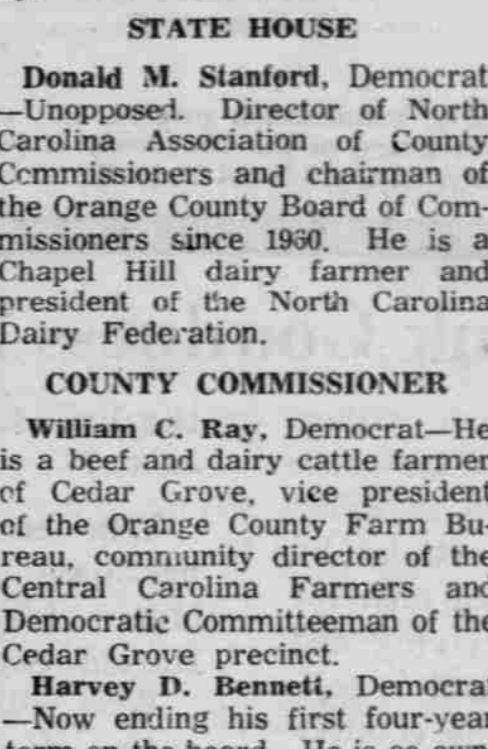 STATE HOUSE
Donald M. Stanford, Democrat
—Unopposed. Director of North
Carolina Association of County
Commissioners and chairman of
the Orange County Board of Com-
missioners since 1960. He is a
Chapel Hill dairy farmer and
president of the North Carolina
Dairy Federation.
COUNTY COMMISSIONER
William C. Ray, Democrat—He
is a beef and dairy cattle farmer
of Cedar Grove, vice president
of the Orange County Farm Bu-
reau, community director of the
Central Carolina Farmers and
Democratic Committeeman of the
Cedar Grove precinct.
Harvey D. Bennett, Democrat
—Now ending his first four-year